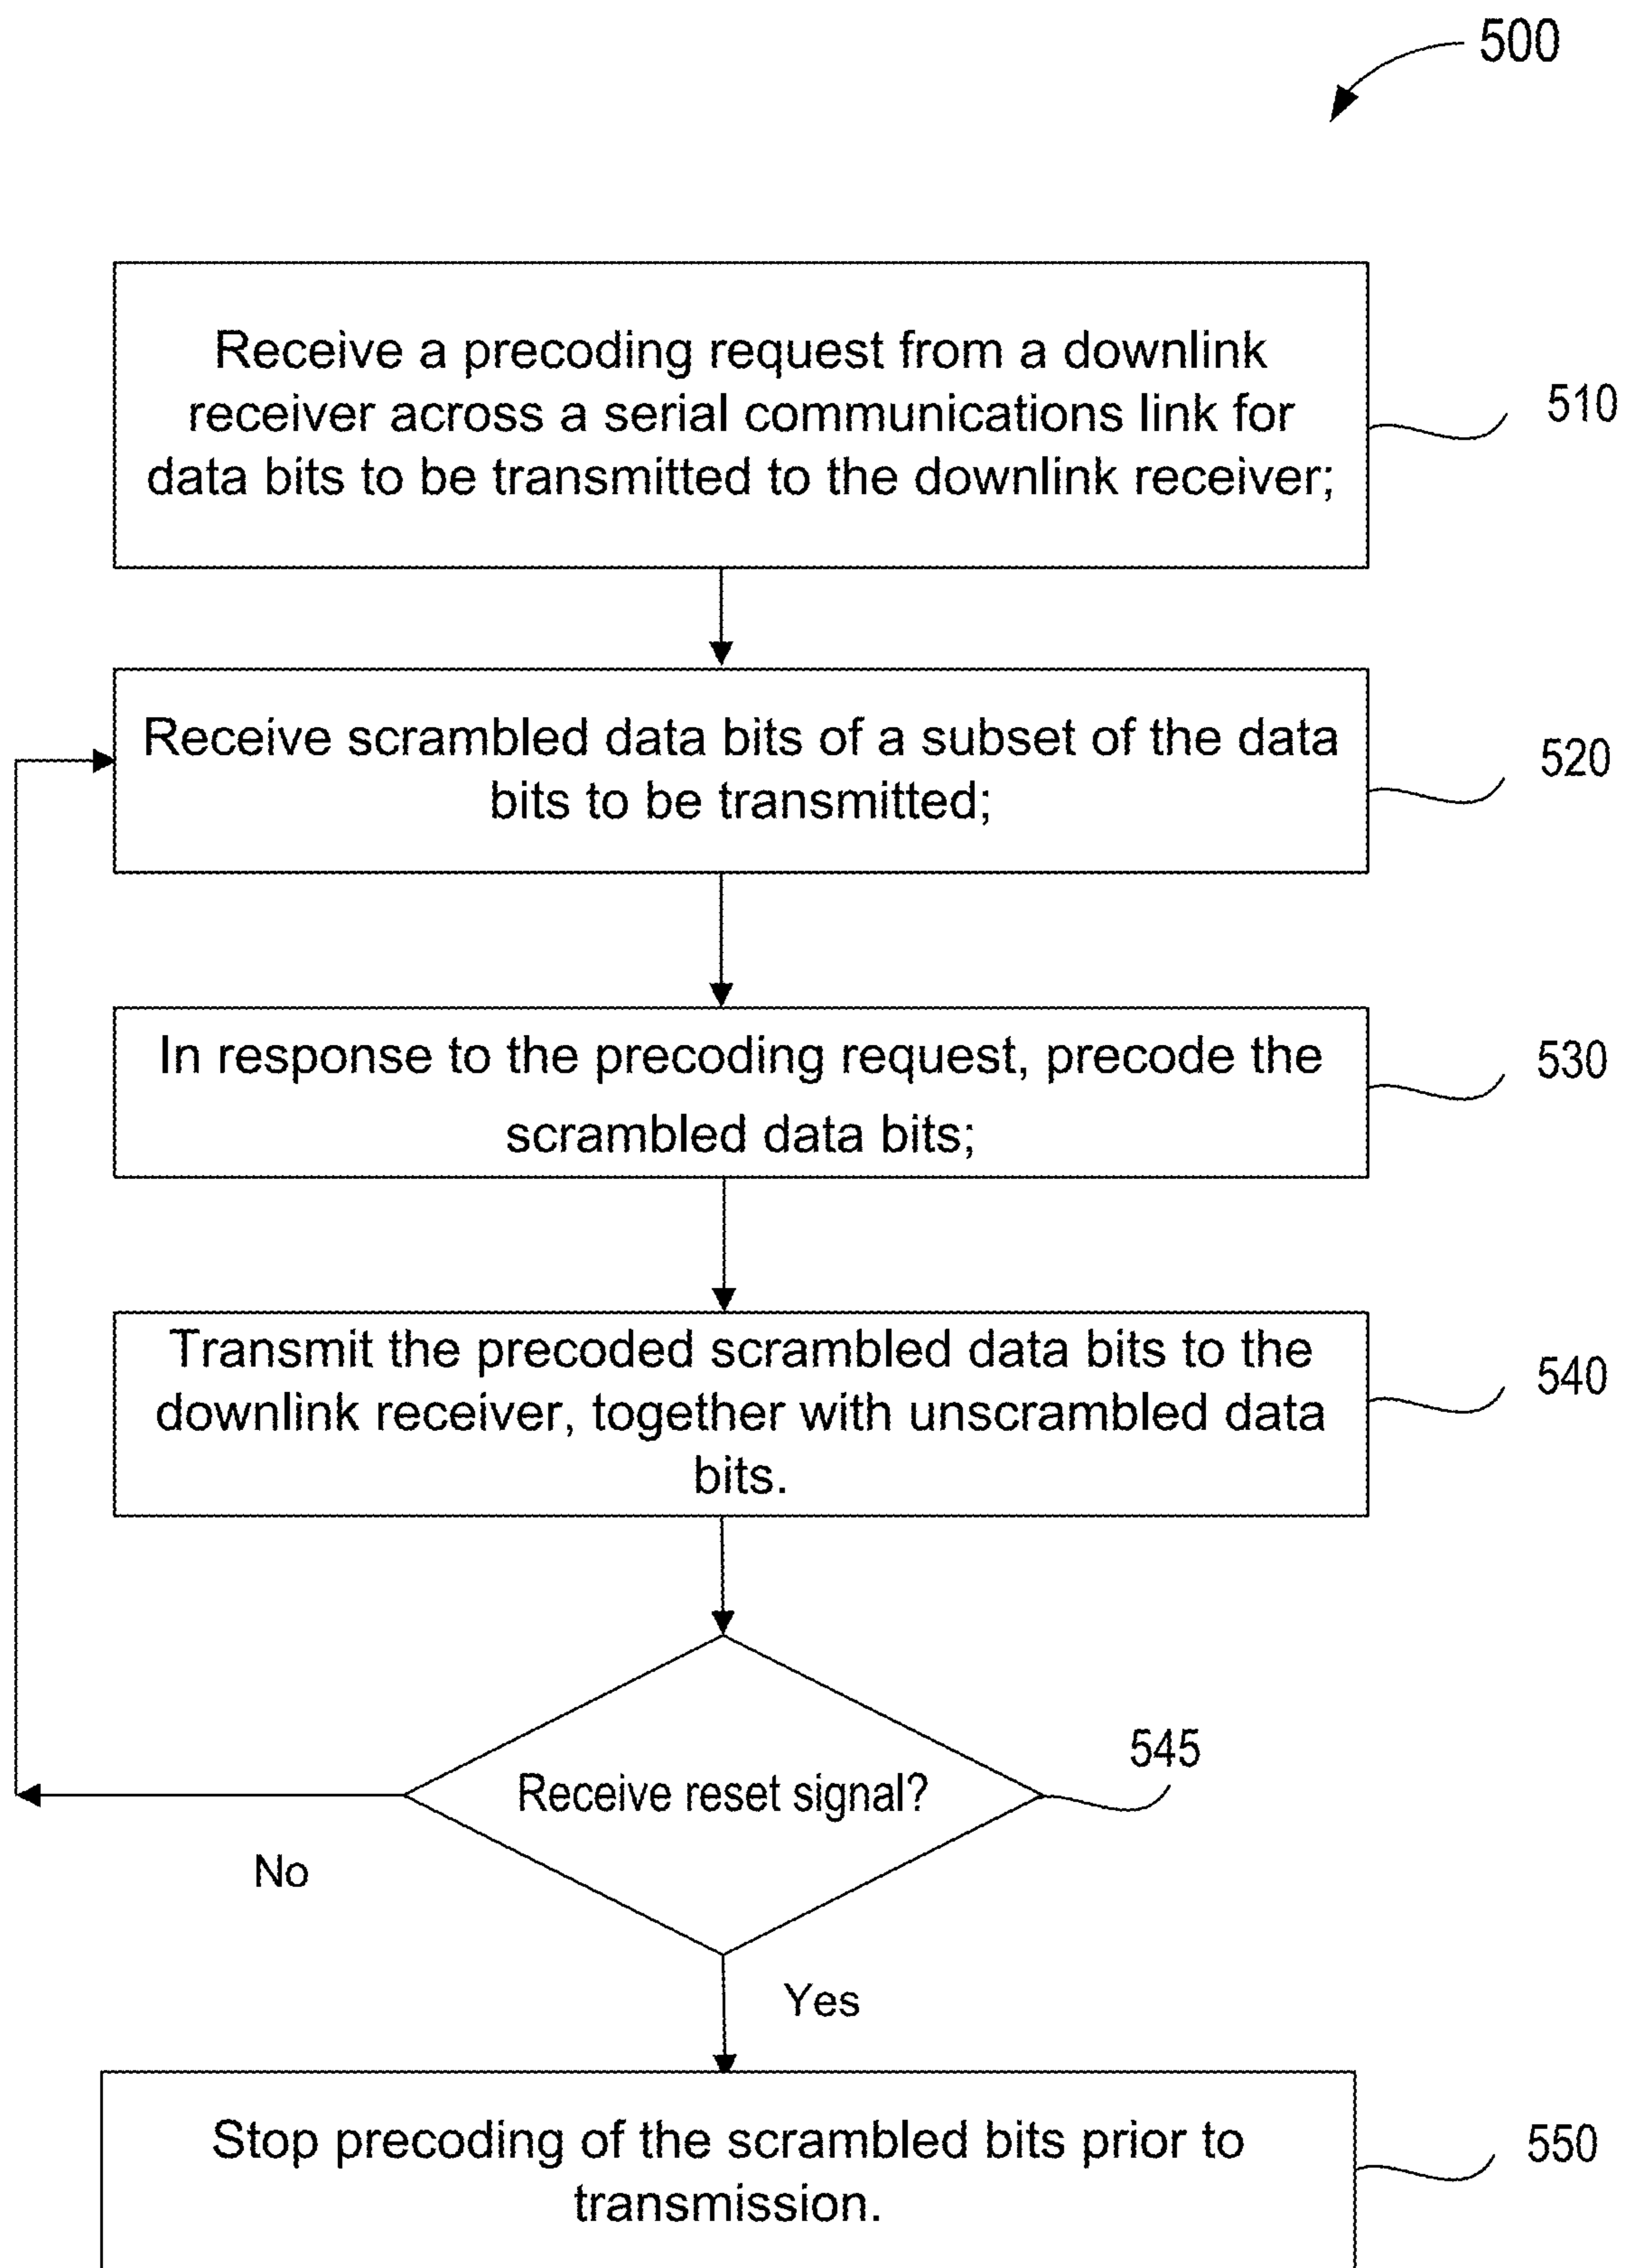 500
Receive a precoding request from a downlink
receiver across a serial communications link for
data bits to be transmitted to the downlink receiver;
510
Receive scrambled data bits of a subset of the data
bits to be transmitted;
520
In response to the precoding request, precode the
scrambled data bits;
530
Transmit the precoded scrambled data bits to the
downlink receiver, together with unscrambled data
bits.
540
Receive reset signal?
545
No
Yes
Stop precoding of the scrambled bits prior to
transmission.
550